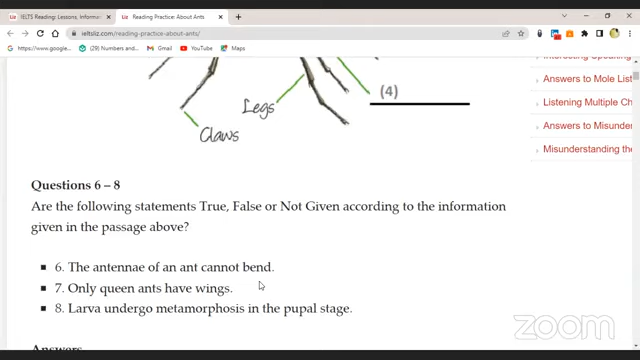 IELTS Reading: Lessons, Informat
Reading Practice: About Ants
ieltsliz.com/reading-practice-about-ants/
https://www.google...
(29) Numbers and...
Gmail
YouTube
Maps
Interesting Speaking
Answers to Mole List
(4)
Legs
Listening Multiple Ch
Claws
Answers to Misunder
Misunderstanding the
Questions 6 – 8
Are the following statements True, False or Not Given according to the information
given in the passage above?
6. The antennae of an ant cannot bend.
7. Only queen ants have wings.
8. Larva undergo metamorphosis in the pupal stage.
Answers
zoom